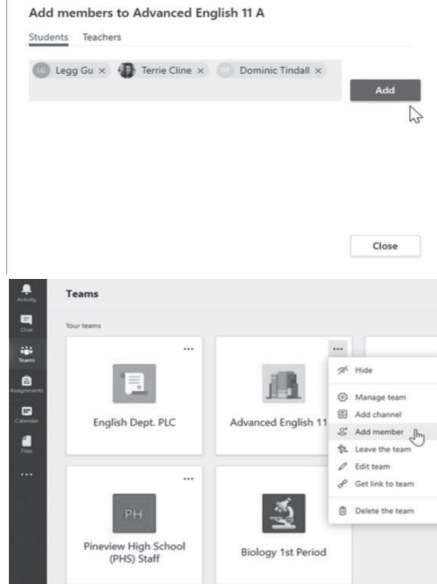 Add members to Advanced English 11 A
Students Teachers
Legg Gu × Terrie Cline × Dominic Tindall ×
Add
Close
Activity
Chat
Teams
Assignments
Calendar
Files
Teams
Your teams
English Dept. PLC
Advanced English 11
Hide
Manage team
Add channel
Add member
Leave the team
Edit team
Get link to team
Delete the team
PH
Pineview High School
(PHS) Staff
Biology 1st Period